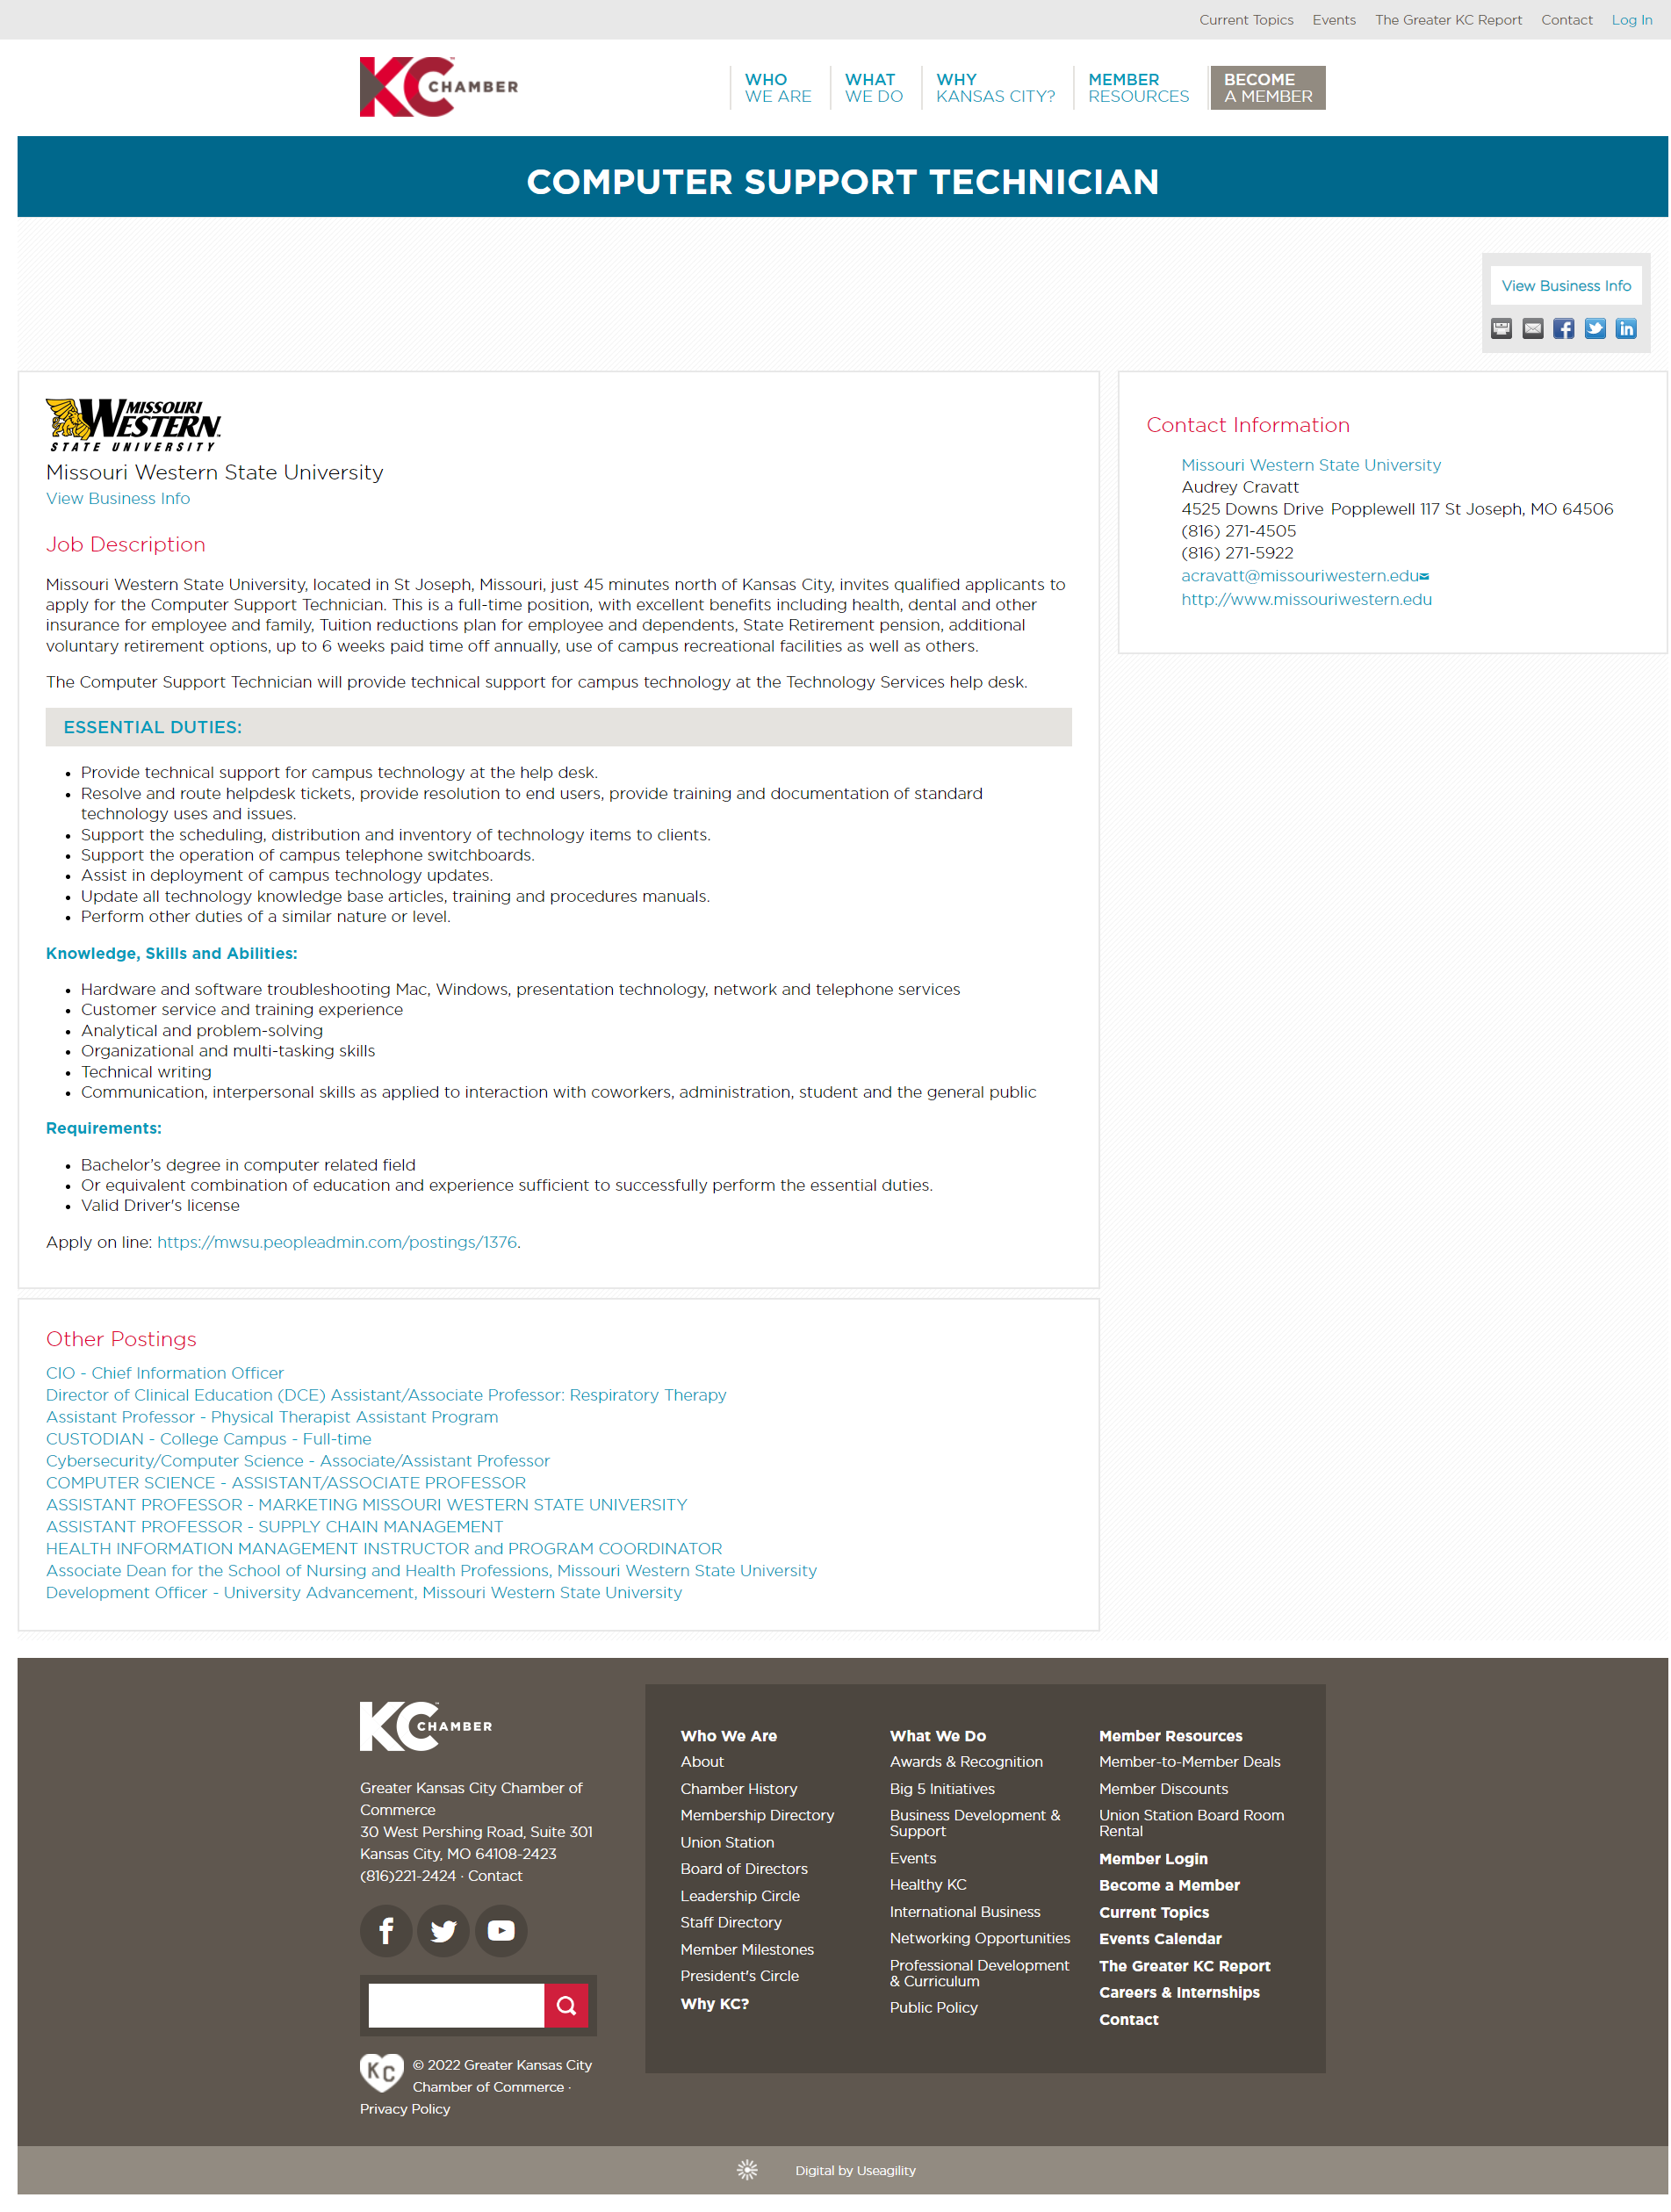 Current Topics Events The Greater KC Report Contact Log In
KC CHAMBER
WHO WE ARE
WHAT WE DO
WHY KANSAS CITY?
MEMBER RESOURCES
BECOME A MEMBER
COMPUTER SUPPORT TECHNICIAN
View Business Info
MISSOURI
WESTERN
STATE UNIVERSITY
Missouri Western State University
View Business Info
Job Description
Missouri Western State University, located in St Joseph, Missouri, just 45 minutes north of Kansas City, invites qualified applicants to
apply for the Computer Support Technician. This is a full-time position, with excellent benefits including health, dental and other
insurance for employee and family, Tuition reductions plan for employee and dependents, State Retirement pension, additional
voluntary retirement options, up to 6 weeks paid time off annually, use of campus recreational facilities as well as others.
The Computer Support Technician will provide technical support for campus technology at the Technology Services help desk.
ESSENTIAL DUTIES:
• Provide technical support for campus technology at the help desk.
• Resolve and route helpdesk tickets, provide resolution to end users, provide training and documentation of standard
technology uses and issues.
• Support the scheduling, distribution and inventory of technology items to clients.
• Support the operation of campus telephone switchboards.
• Assist in deployment of campus technology updates.
• Update all technology knowledge base articles, training and procedures manuals.
• Perform other duties of a similar nature or level.
Knowledge, Skills and Abilities:
• Hardware and software troubleshooting Mac, Windows, presentation technology, network and telephone services
• Customer service and training experience
• Analytical and problem-solving
• Organizational and multi-tasking skills
• Technical writing
• Communication, interpersonal skills as applied to interaction with coworkers, administration, student and the general public
Requirements:
• Bachelor's degree in computer related field
• Or equivalent combination of education and experience sufficient to successfully perform the essential duties.
• Valid Driver's license
Apply on line: https://mwsu.peopleadmin.com/postings/1376.
Contact Information
Missouri Western State University
Audrey Cravatt
4525 Downs Drive Popplewell 117 St Joseph, MO 64506
(816) 271-4505
(816) 271-5922
acravatt@missouriwestern.edu
http://www.missouriwestern.edu
Other Postings
CIO - Chief Information Officer
Director of Clinical Education (DCE) Assistant/Associate Professor: Respiratory Therapy
Assistant Professor - Physical Therapist Assistant Program
CUSTODIAN - College Campus - Full-time
Cybersecurity/Computer Science - Associate/Assistant Professor
COMPUTER SCIENCE - ASSISTANT/ASSOCIATE PROFESSOR
ASSISTANT PROFESSOR - MARKETING MISSOURI WESTERN STATE UNIVERSITY
ASSISTANT PROFESSOR - SUPPLY CHAIN MANAGEMENT
HEALTH INFORMATION MANAGEMENT INSTRUCTOR and PROGRAM COORDINATOR
Associate Dean for the School of Nursing and Health Professions, Missouri Western State University
Development Officer - University Advancement, Missouri Western State University
KC CHAMBER
Greater Kansas City Chamber of
Commerce
30 West Pershing Road, Suite 301
Kansas City, MO 64108-2423
(816)221-2424 · Contact
KC
© 2022 Greater Kansas City
Chamber of Commerce ·
Privacy Policy
Who We Are
About
Chamber History
Membership Directory
Union Station
Board of Directors
Leadership Circle
Staff Directory
Member Milestones
President's Circle
Why KC?
What We Do
Awards & Recognition
Big 5 Initiatives
Business Development &
Support
Events
Healthy KC
International Business
Networking Opportunities
Professional Development
& Curriculum
Public Policy
Member Resources
Member-to-Member Deals
Member Discounts
Union Station Board Room
Rental
Member Login
Become a Member
Current Topics
Events Calendar
The Greater KC Report
Careers & Internships
Contact
Digital by Useagility